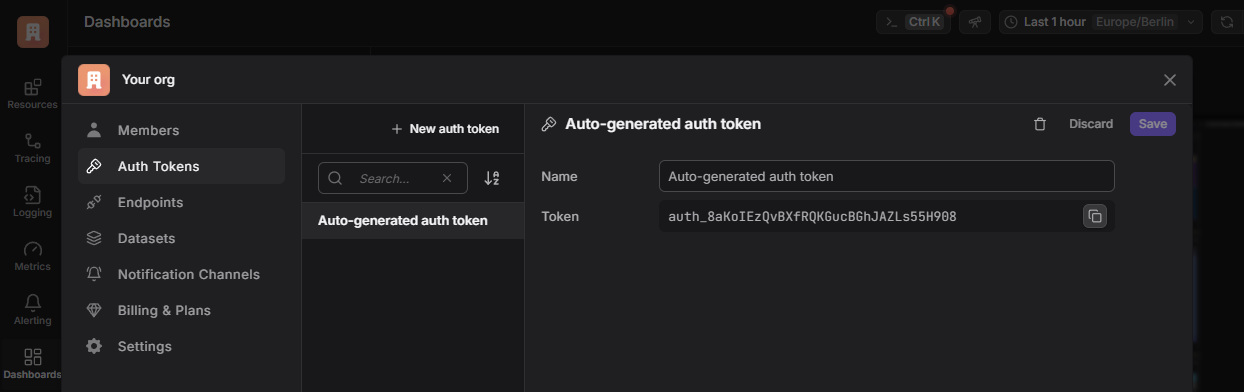 Dashboards
Ctrl K
Last 1 hour Europe/Berlin
Your org
Resources
Tracing
Logging
Metrics
Alerting
Dashboards
Members
Auth Tokens
Endpoints
Datasets
Notification Channels
Billing & Plans
Settings
+ New auth token
Search...
Auto-generated auth token
Auto-generated auth token
Discard
Save
Name
Auto-generated auth token
Token
auth_8aKoIEzQvBXfRQKGucBGhJAZLs55H908